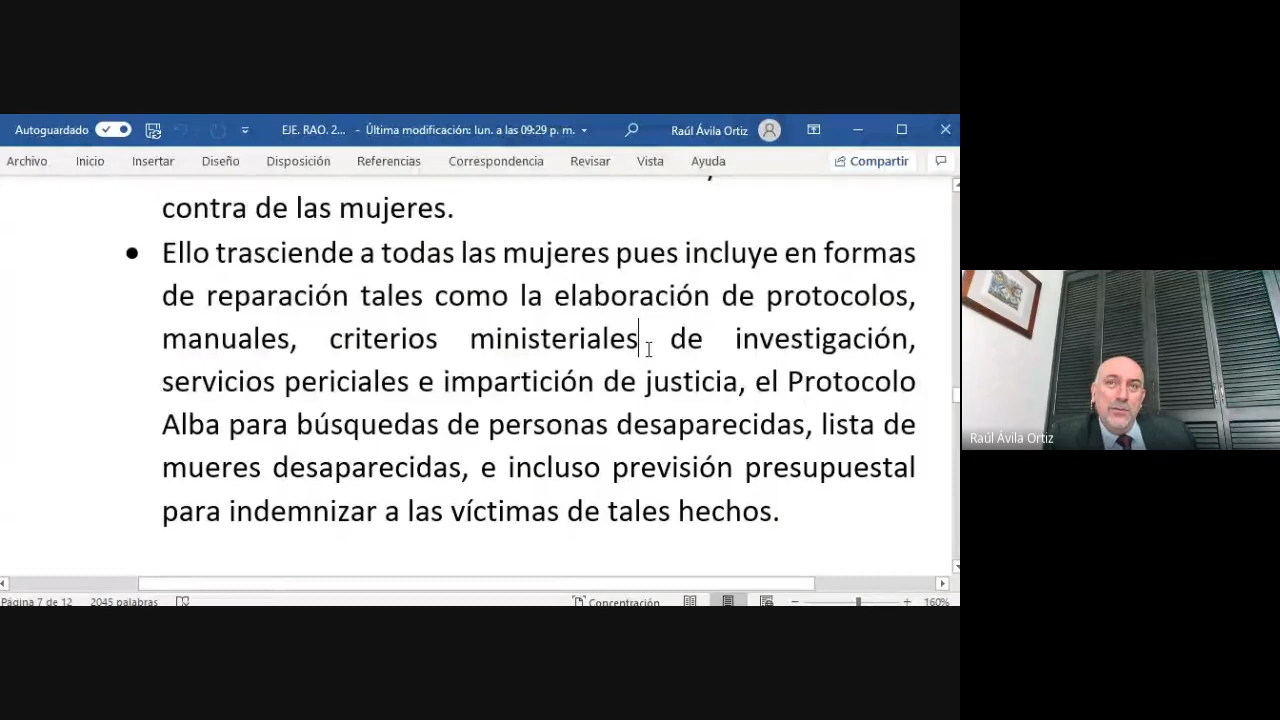 Autoguardado
EJE. RAO. 2... - Última modificación: lun. a las 09:29 p. m.
Raúl Ávila Ortiz
Archivo Inicio Insertar Diseño Disposición Referencias Correspondencia Revisar Vista Ayuda Compartir
contra de las mujeres.
• Ello trasciende a todas las mujeres pues incluye en formas
de reparación tales como la elaboración de protocolos,
manuales, criterios ministeriales de investigación,
servicios periciales e impartición de justicia, el Protocolo
Alba para búsquedas de personas desaparecidas, lista de
mueres desaparecidas, e incluso previsión presupuestal
para indemnizar a las víctimas de tales hechos.
Página 7 de 12 2045 palabras Concentración 160%
Raúl Ávila Ortiz